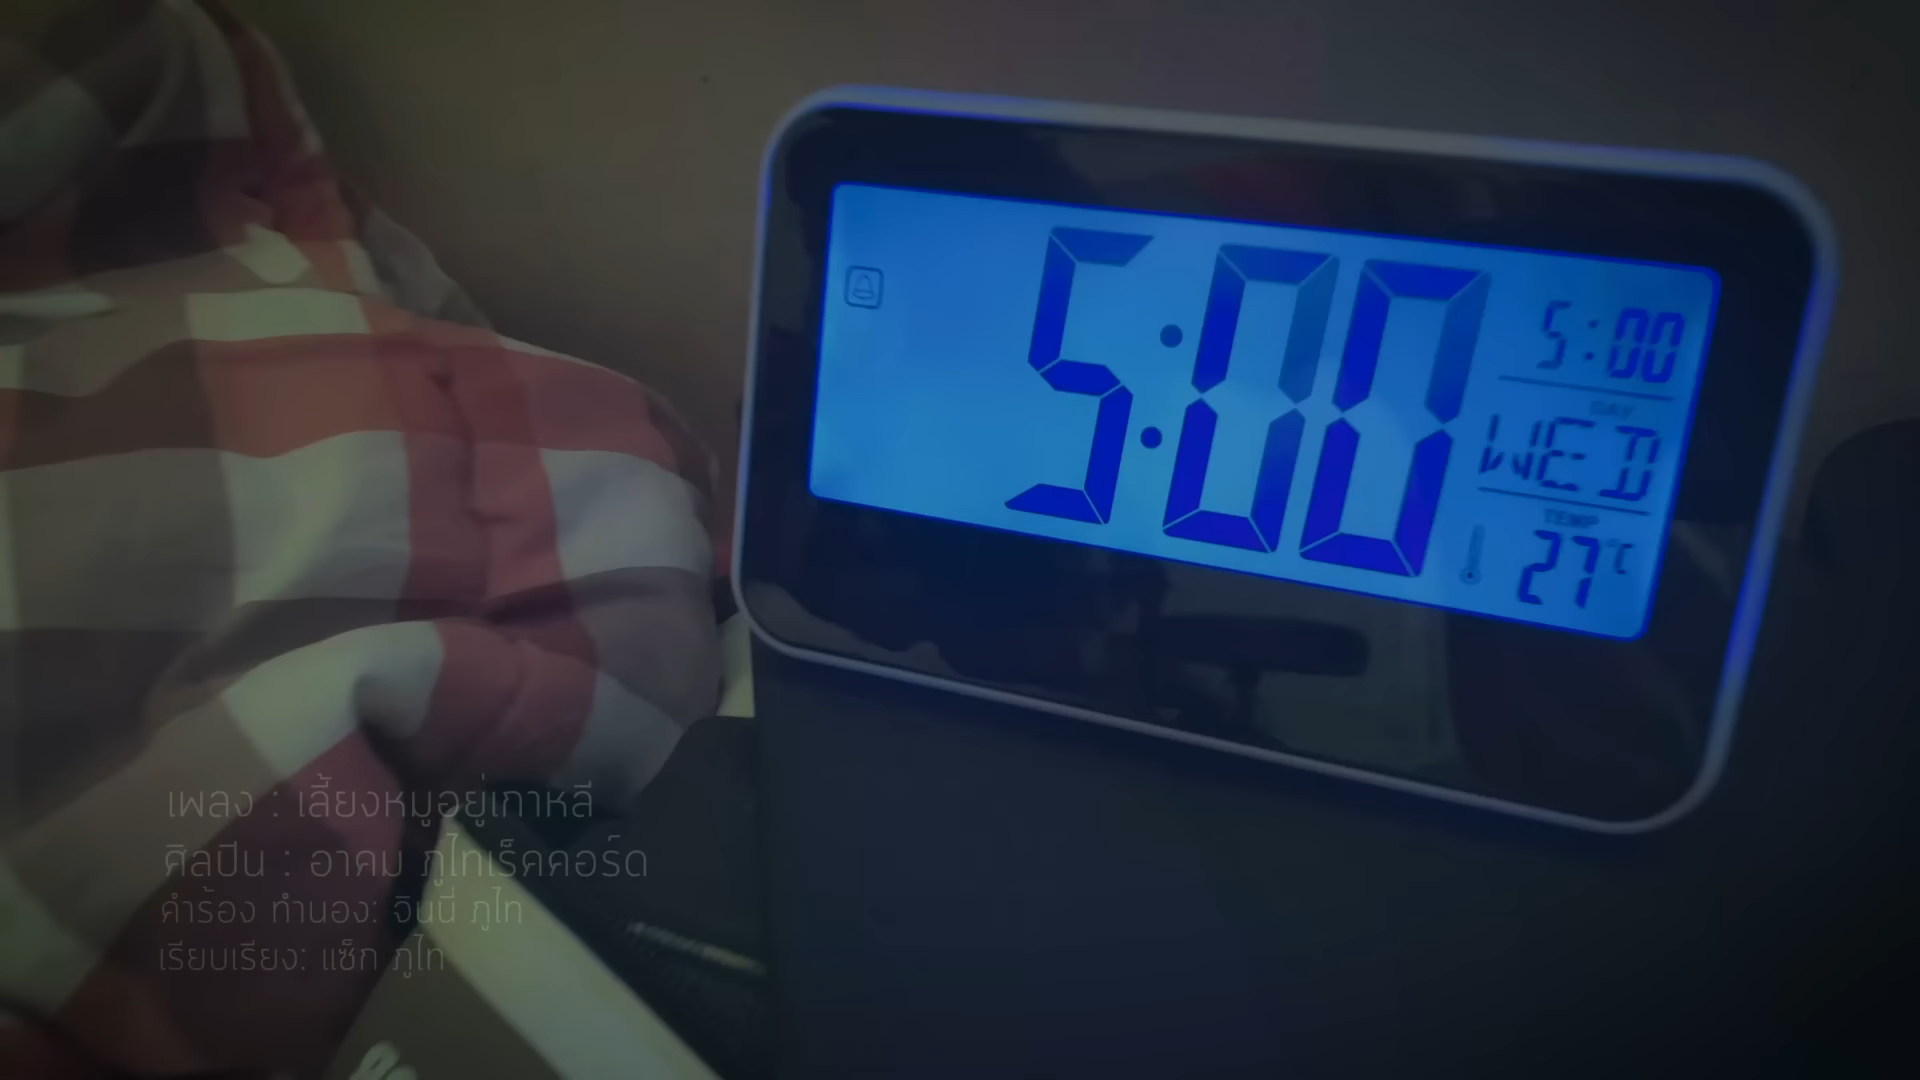 5:00
5:00
DAY
WED
TEMP
27°C
เพลง : เลี้ยงหมูอยู่เกาหลี
ศิลปิน : อาคม ภูไทเร็คคอร์ด
คำร้อง ทำนอง: จินนี่ ภูไท
เรียบเรียง: แซ็ก ภูไท